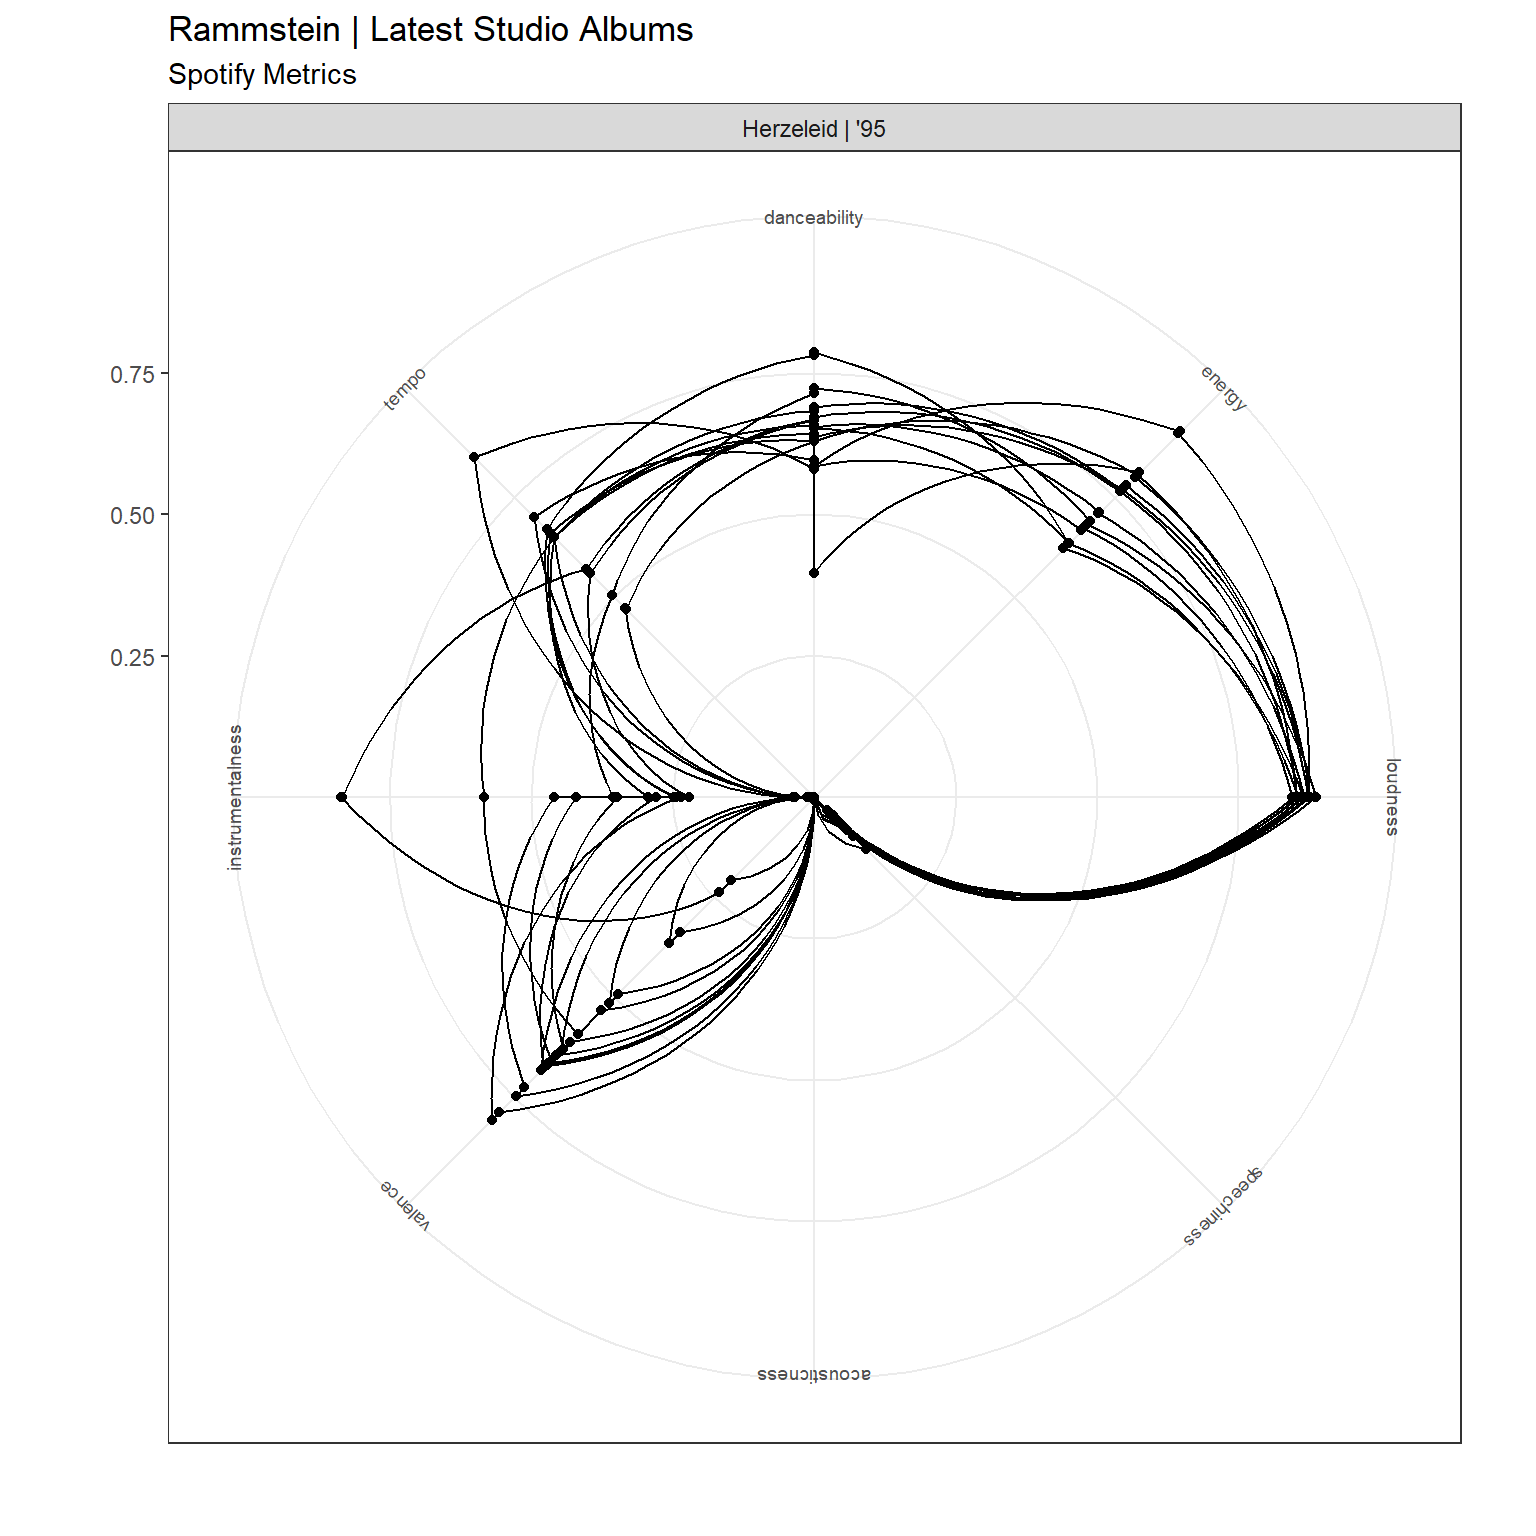 Rammstein | Latest Studio Albums
Spotify Metrics
Herzeleid | '95
danceability
energy
tempo
0.75
0.50
0.25
loudness
instrumentalness
speechiness
valence
acousticness